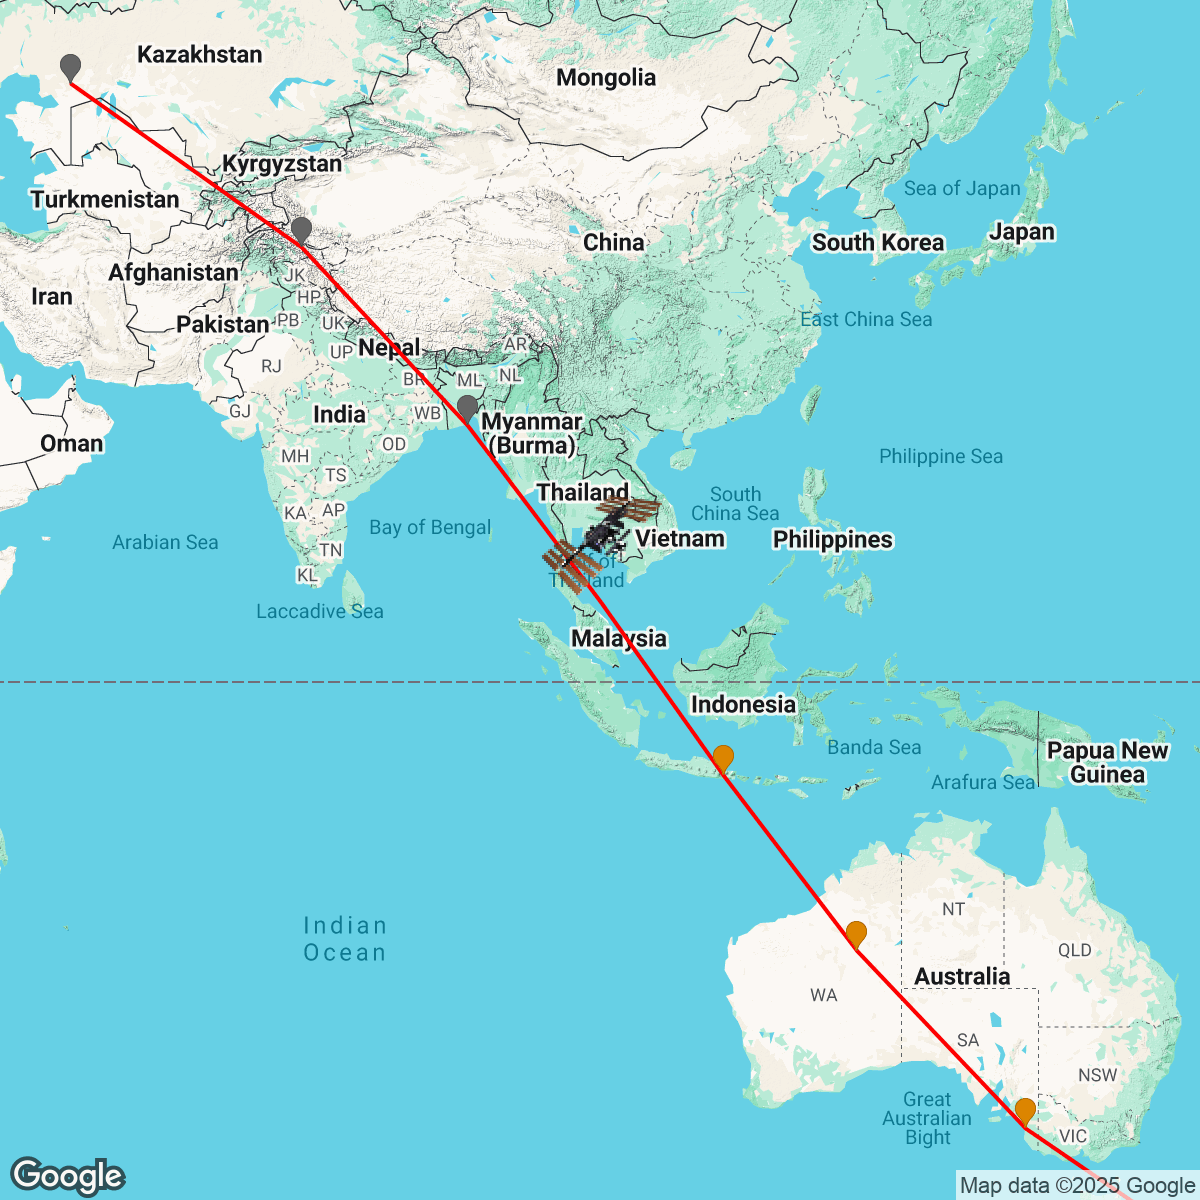 Kazakhstan
Mongolia
Kyrgyzstan
Sea of Japan
Turkmenistan
Japan
China
South Korea
Afghanistan
JK
Iran
HP
Pakistan
PB
UK
East China Sea
Nepal
AR
UP
RJ
BR
ML
NL
GJ
India
WB
Myanmar
(Burma)
Oman
OD
MH
Philippine Sea
TS
Thailand
South
China Sea
KA
AP
Bay of Bengal
Vietnam
Philippines
Arabian Sea
TN
KL
Gulf of
Thailand
Laccadive Sea
Malaysia
Indonesia
Banda Sea
Papua New
Guinea
Arafura Sea
NT
Indian
Ocean
QLD
Australia
WA
SA
NSW
Great
Australian
Bight
VIC
Google
Map data ©2025 Google